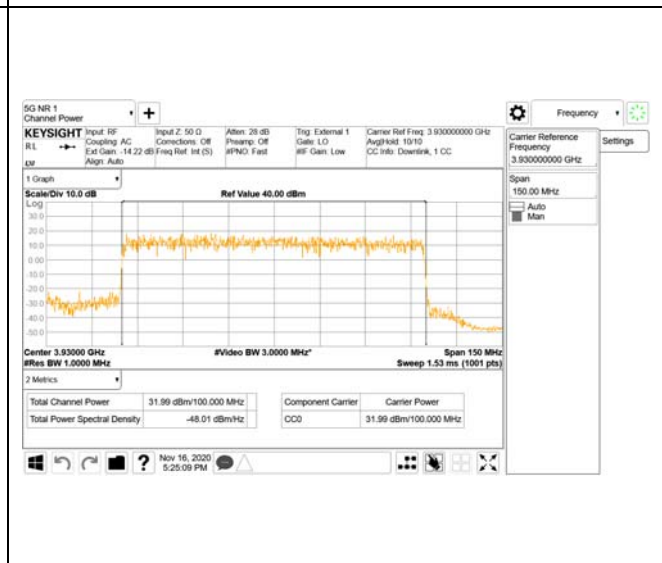 5G NR 1
Channel Power
+
Frequency
KEYSIGHT Input: RF Input Z: 50 Ω Atten: 28 dB Trig: External 1 Carrier Ref Freq: 3.930000000 GHz
RL Coupling: AC Corrections: Off Preamp: Off Gate: LO Avg|Hold: 10/10
Ext Gain: -14.22 dB Freq Ref: Int (S) #PNO: Fast #IF Gain: Low CC Info: Downlink, 1 CC
Align: Auto
Carrier Reference
Frequency
3.930000000 GHz
Settings
Span
150.00 MHz
Auto
Man
1 Graph
Scale/Div 10.0 dB Ref Value 40.00 dBm
Log
30.0
20.0
10.0
0.00
-10.0
-20.0
-30.0
-40.0
-50.0
Center 3.93000 GHz #Video BW 3.0000 MHz* Span 150 MHz
#Res BW 1.0000 MHz Sweep 1.53 ms (1001 pts)
2 Metrics
Total Channel Power 31.99 dBm/100.000 MHz Component Carrier Carrier Power
Total Power Spectral Density -48.01 dBm/Hz CC0 31.99 dBm/100.000 MHz
? Nov 16, 2020
5:25:09 PM